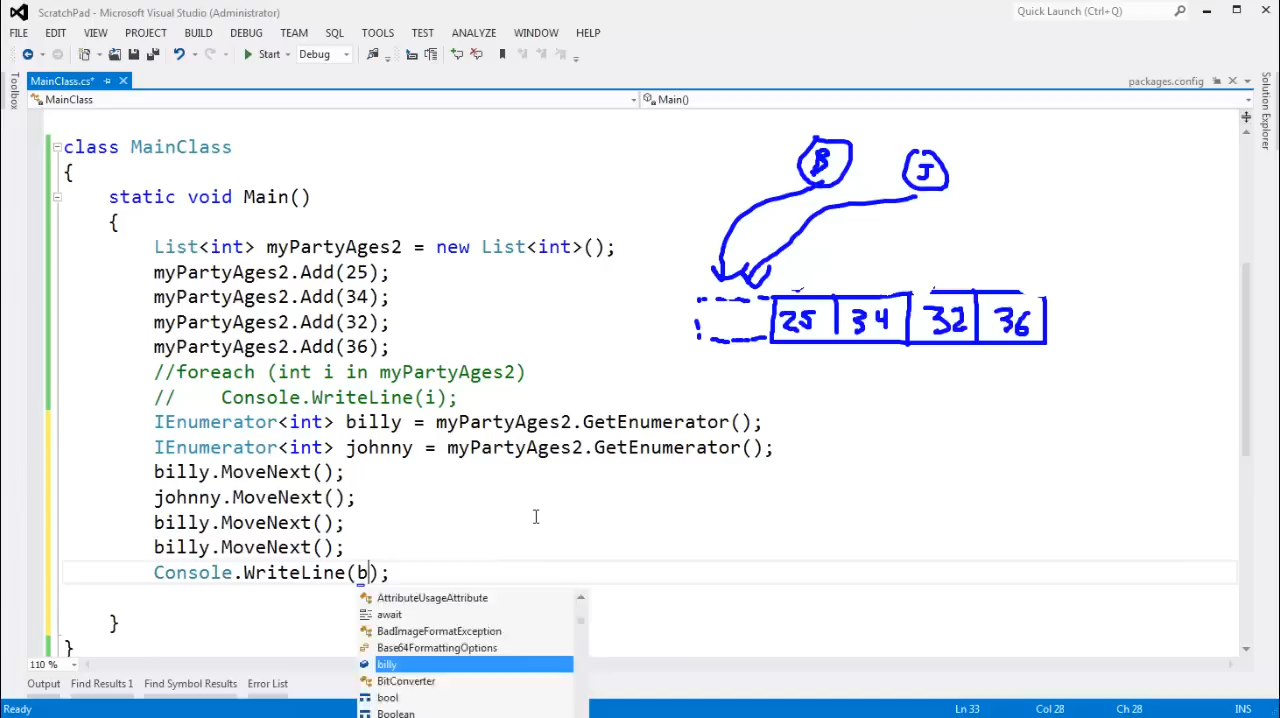 ScratchPad - Microsoft Visual Studio (Administrator)
Quick Launch (Ctrl+Q)
FILE EDIT VIEW PROJECT BUILD DEBUG TEAM SQL TOOLS TEST ANALYZE WINDOW HELP
Start Debug
MainClass.cs*
packages.config
MainClass
Main()
Toolbox
Solution Explorer
class MainClass
{
static void Main()
{
List<int> myPartyAges2 = new List<int>();
myPartyAges2.Add(25);
myPartyAges2.Add(34);
myPartyAges2.Add(32);
myPartyAges2.Add(36);
//foreach (int i in myPartyAges2)
//    Console.WriteLine(i);
IEnumerator<int> billy = myPartyAges2.GetEnumerator();
IEnumerator<int> johnny = myPartyAges2.GetEnumerator();
billy.MoveNext();
johnny.MoveNext();
billy.MoveNext();
billy.MoveNext();
Console.WriteLine(b);
}
}
B J
25 34 32 36
AttributeUsageAttribute
await
BadImageFormatException
Base64FormattingOptions
billy
BitConverter
bool
Boolean
110 %
Output Find Results 1 Find Symbol Results Error List
Ready Ln 33 Col 28 Ch 28 INS